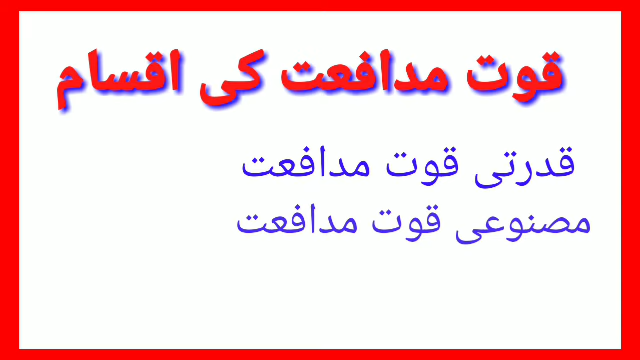 قوت مدافعت کی اقسام
قدرتی قوت مدافعت
مصنوعی قوت مدافعت